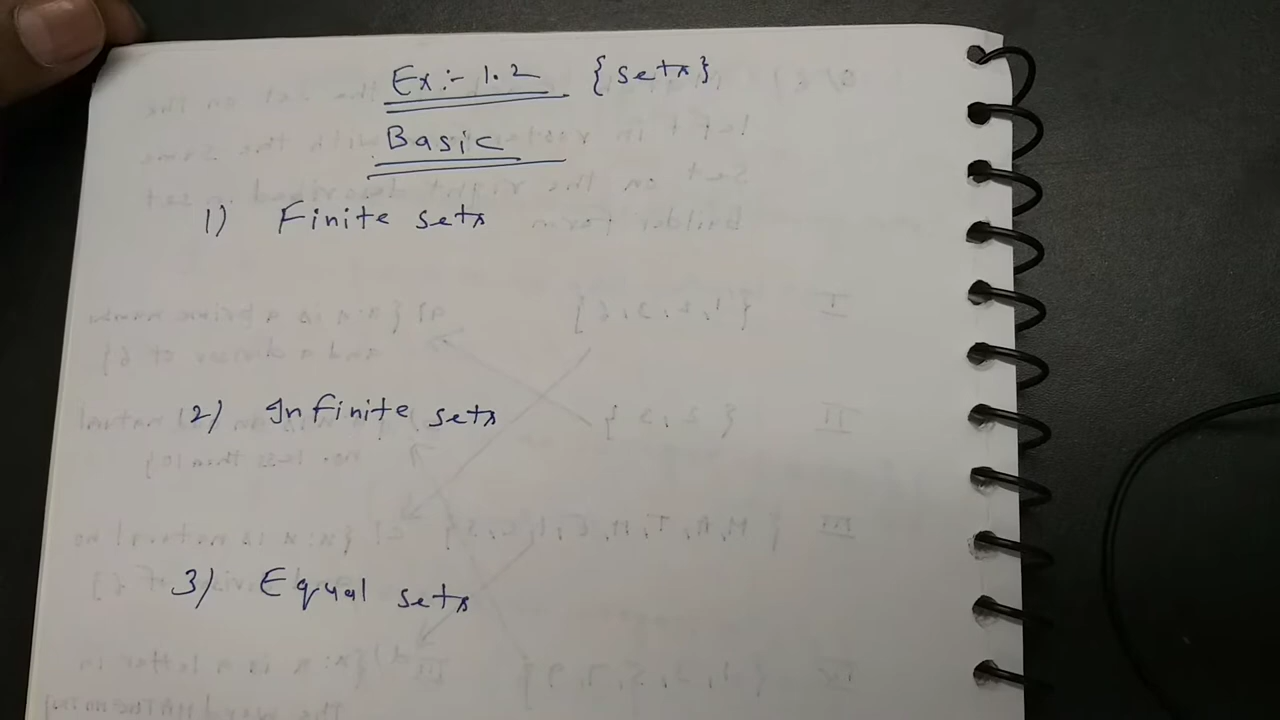 Ex:- 1.2 {sets}
Basic
1) Finite sets
2) Infinite sets
3) Equal sets